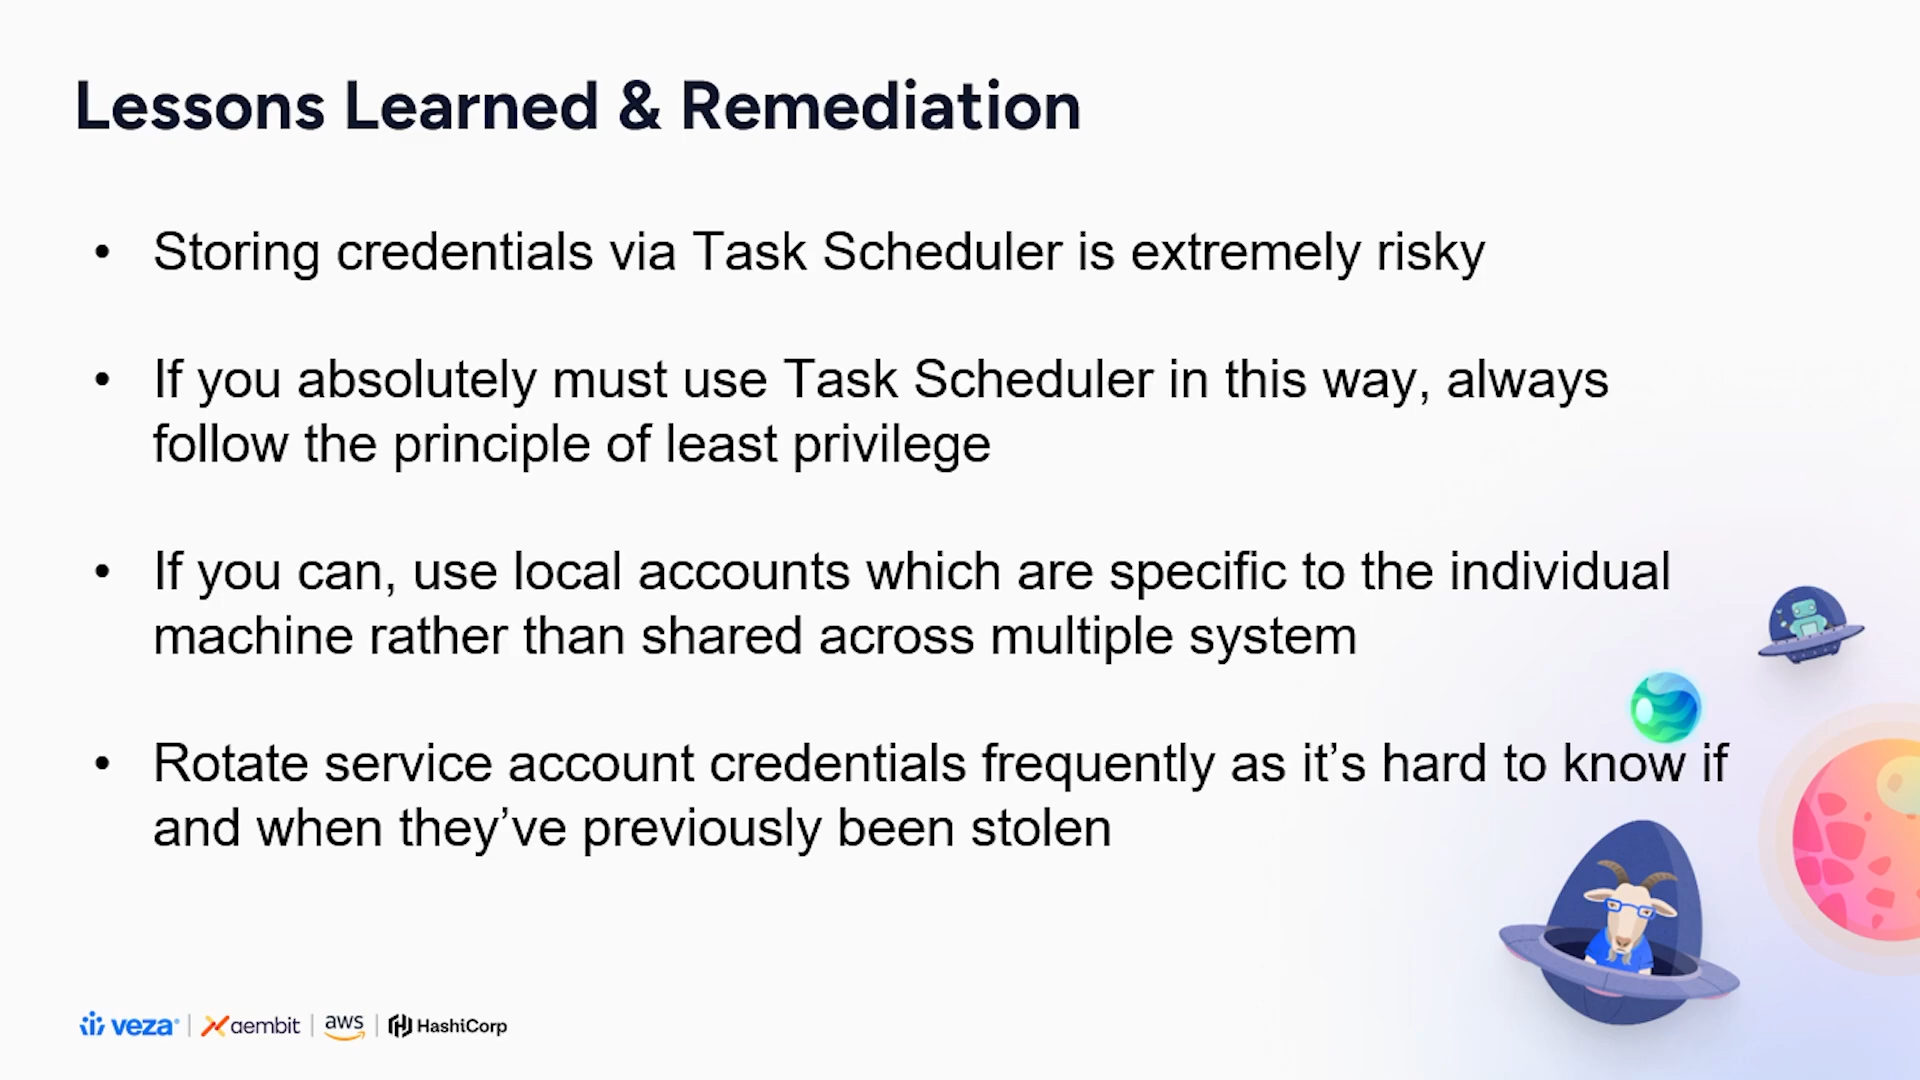 Lessons Learned & Remediation
• Storing credentials via Task Scheduler is extremely risky
• If you absolutely must use Task Scheduler in this way, always
follow the principle of least privilege
• If you can, use local accounts which are specific to the individual
machine rather than shared across multiple system
• Rotate service account credentials frequently as it’s hard to know if
and when they’ve previously been stolen
veza | aembit | aws | HashiCorp